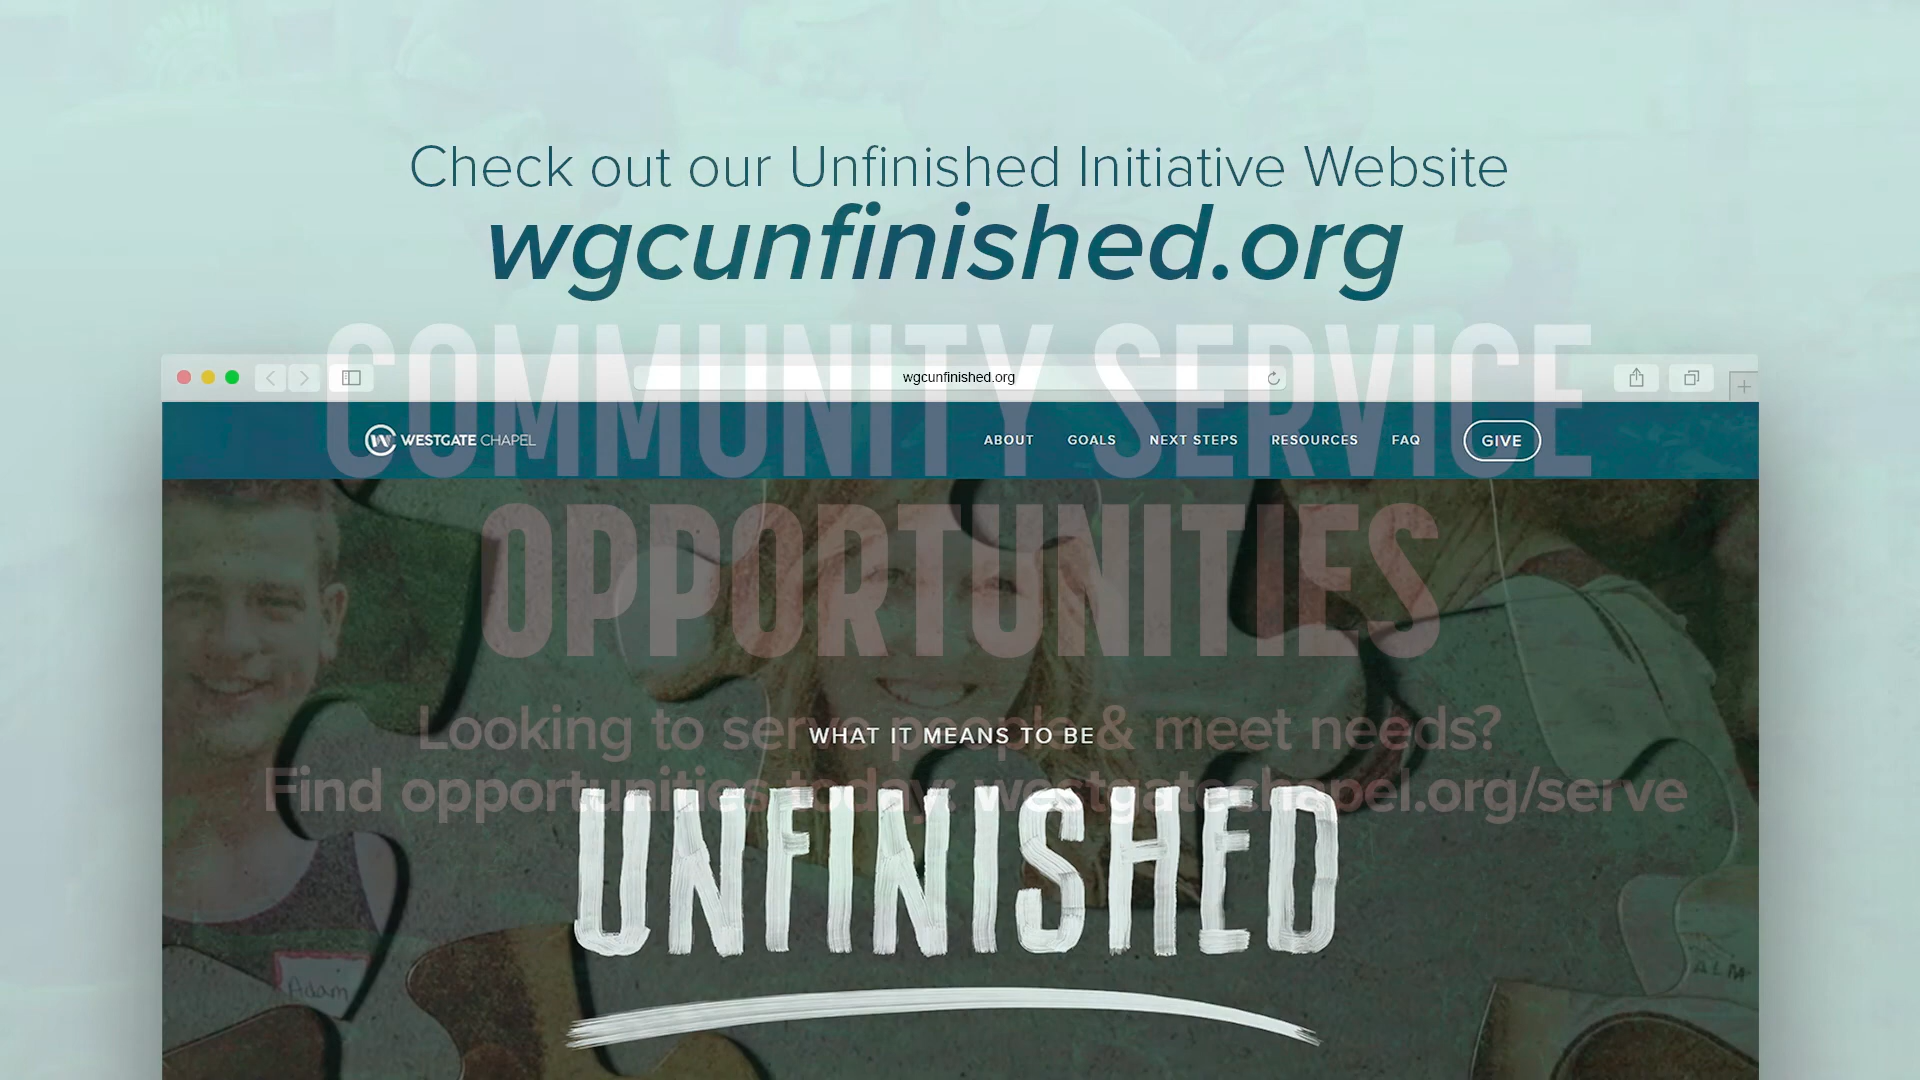 Check out our Unfinished Initiative Website
wgcunfinished.org
COMMUNITY SERVICE
wgcunfinished.org
WESTGATE CHAPEL
ABOUT GOALS NEXT STEPS RESOURCES FAQ GIVE
OPPORTUNITIES
Looking to serve people & meet needs?
WHAT IT MEANS TO BE
Find opportunities today: westgatechapel.org/serve
UNFINISHED
Adam